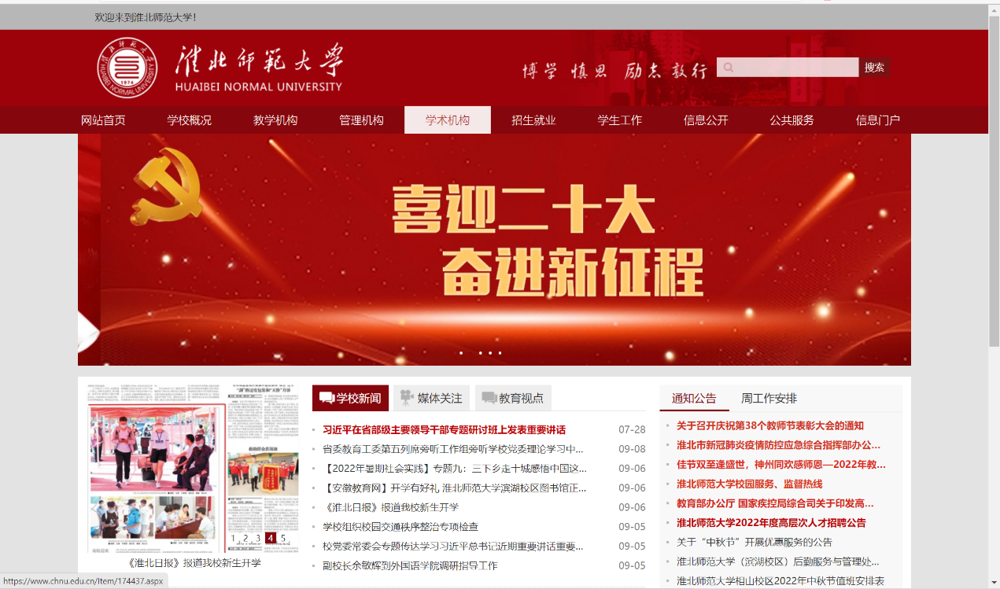 欢迎来到淮北师范大学!
淮北师范大学
HUAIBEI NORMAL UNIVERSITY
HUAIBEI NORMAL UNIVERSITY
1974
博学 慎思 励志 敦行
搜索
网站首页 学校概况 教学机构 管理机构 学术机构 招生就业 学生工作 信息公开 公共服务 信息门户
喜迎二十大
奋进新征程
我的群众我满意
1 2 3 4 5
《淮北日报》报道我校新生开学
学校新闻 媒体关注 教育视点
习近平在省部级主要领导干部专题研讨班上发表重要讲话 07-28
省委教育工委第五列席旁听工作组旁听学校党委理论学习中... 09-08
【2022年暑期社会实践】专题九：三下乡走十城感悟中国这... 09-06
【安徽教育网】开学有好礼 淮北师范大学滨湖校区图书馆正... 09-06
《淮北日报》报道我校新生开学 09-06
学校组织校园交通秩序整治专项检查 09-05
校党委常委会专题传达学习习近平总书记近期重要讲话重要... 09-05
副校长余敏辉到外国语学院调研指导工作 09-05
通知公告 周工作安排
关于召开庆祝第38个教师节表彰大会的通知
淮北市新冠肺炎疫情防控应急综合指挥部办公...
佳节双至逢盛世，神州同欢感师恩—2022年教...
淮北师范大学校园服务、监督热线
教育部办公厅 国家疾控局综合司关于印发高...
淮北师范大学2022年度高层次人才招聘公告
关于“中秋节”开展优惠服务的公告
淮北师范大学（滨湖校区）后勤服务与管理处...
淮北师范大学相山校区2022年中秋节值班安排表
https://www.chnu.edu.cn/Item/174437.aspx